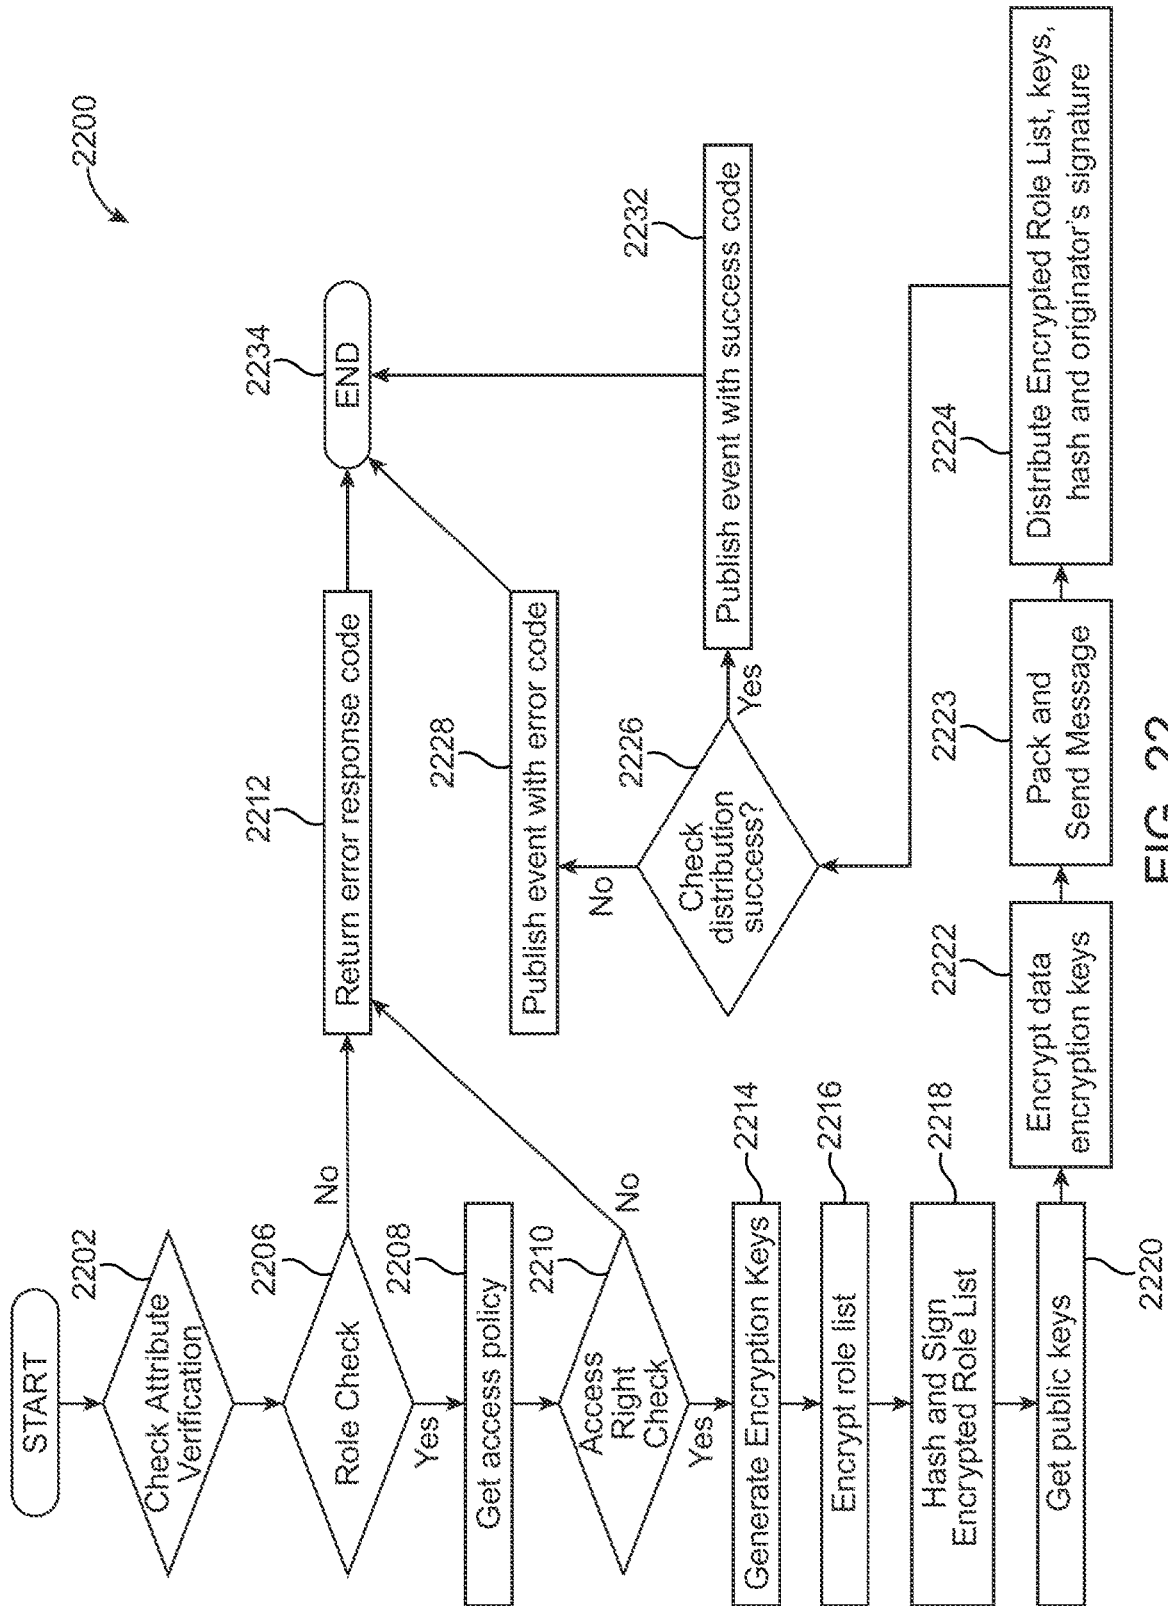 2200
START
2202
Check Attribute
Verification
2206
Role Check
No
Yes
2208
Get access policy
2210
Access
Right
Check
No
Yes
2212
Return error response code
2234
END
2214
Generate Encryption Keys
2216
Encrypt role list
2218
Hash and Sign
Encrypted Role List
2220
Get public keys
2222
Encrypt data
encryption keys
2223
Pack and
Send Message
2224
Distribute Encrypted Role List, keys,
hash and originator's signature
2226
Check
distribution
success?
No
Yes
2228
Publish event with error code
2232
Publish event with success code
FIG. 22